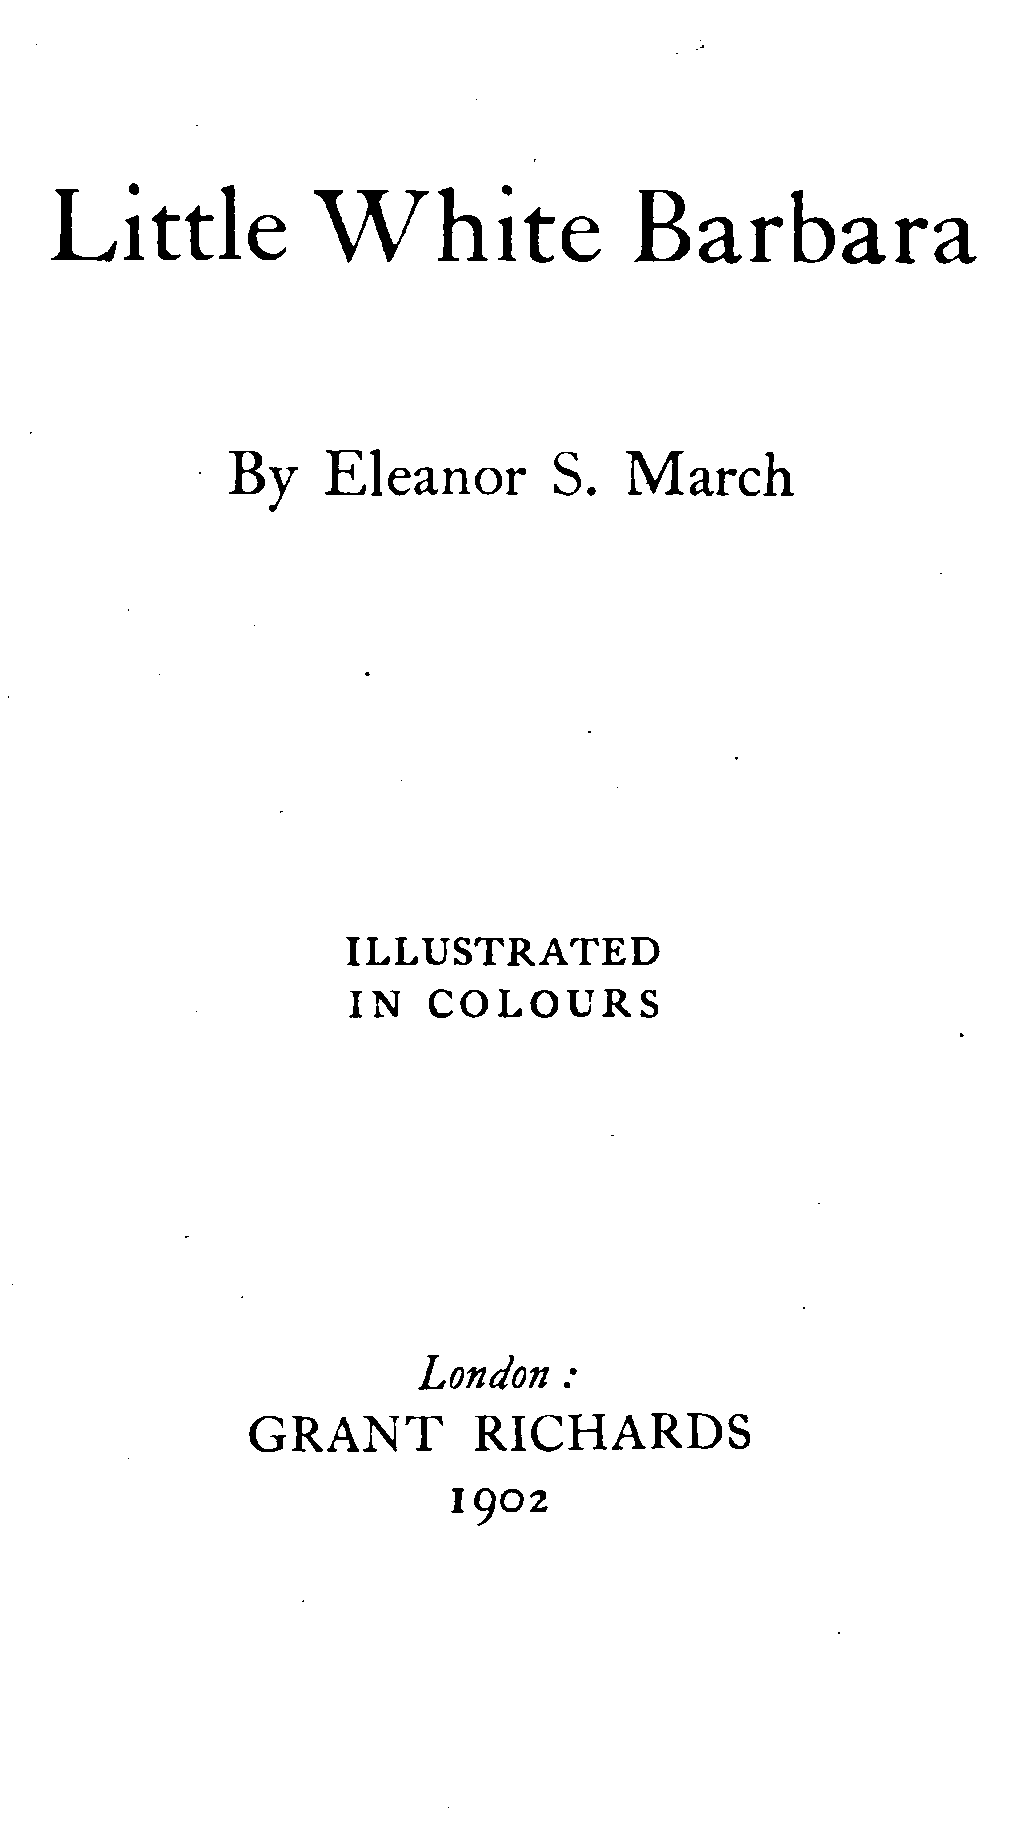 Little White Barbara
By Eleanor S. March
ILLUSTRATED
IN COLOURS
London :
GRANT RICHARDS
1902